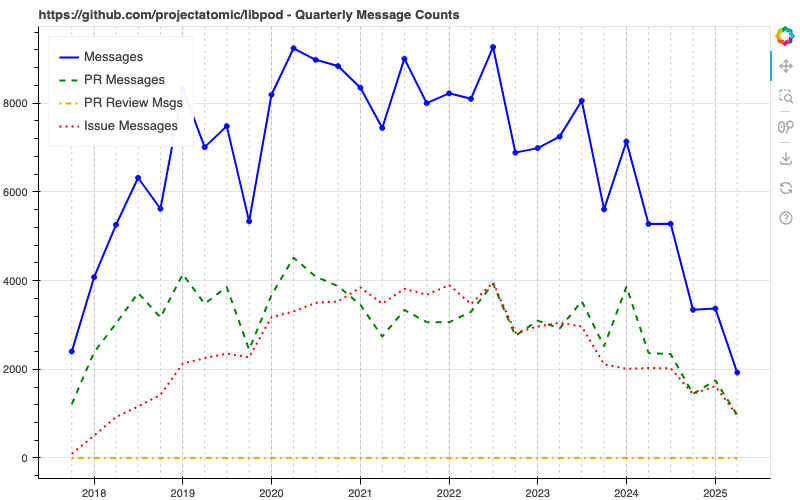 https://github.com/projectatomic/libpod - Quarterly Message Counts
Messages
PR Messages
PR Review Msgs
Issue Messages
8000
6000
4000
2000
0
2018 2019 2020 2021 2022 2023 2024 2025